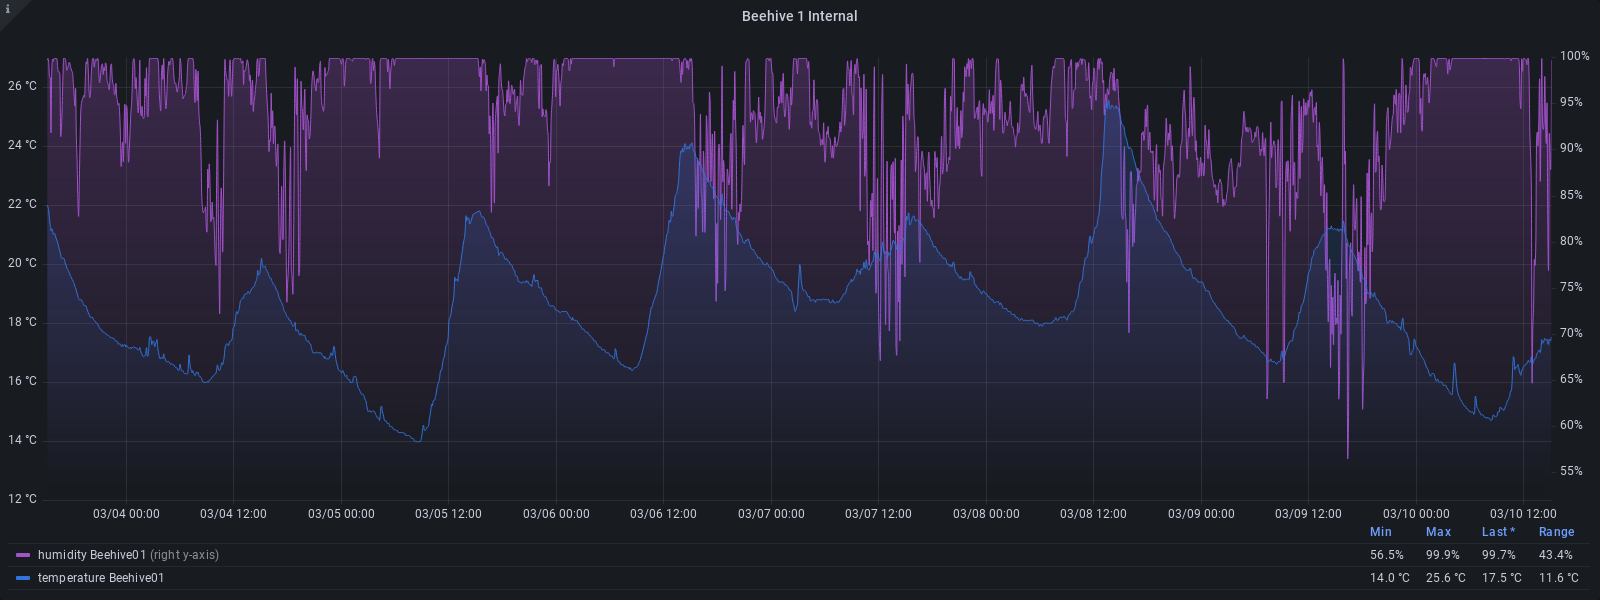 i
Beehive 1 Internal
100%
26 °C
95%
24 °C
90%
22 °C
85%
20 °C
80%
75%
18 °C
70%
16 °C
65%
14 °C
60%
55%
12 °C
03/04 00:00 03/04 12:00 03/05 00:00 03/05 12:00 03/06 00:00 03/06 12:00 03/07 00:00 03/07 12:00 03/08 00:00 03/08 12:00 03/09 00:00 03/09 12:00 03/10 00:00 03/10 12:00
Min Max Last * Range
humidity Beehive01 (right y-axis) 56.5% 99.9% 99.7% 43.4%
temperature Beehive01 14.0 °C 25.6 °C 17.5 °C 11.6 °C